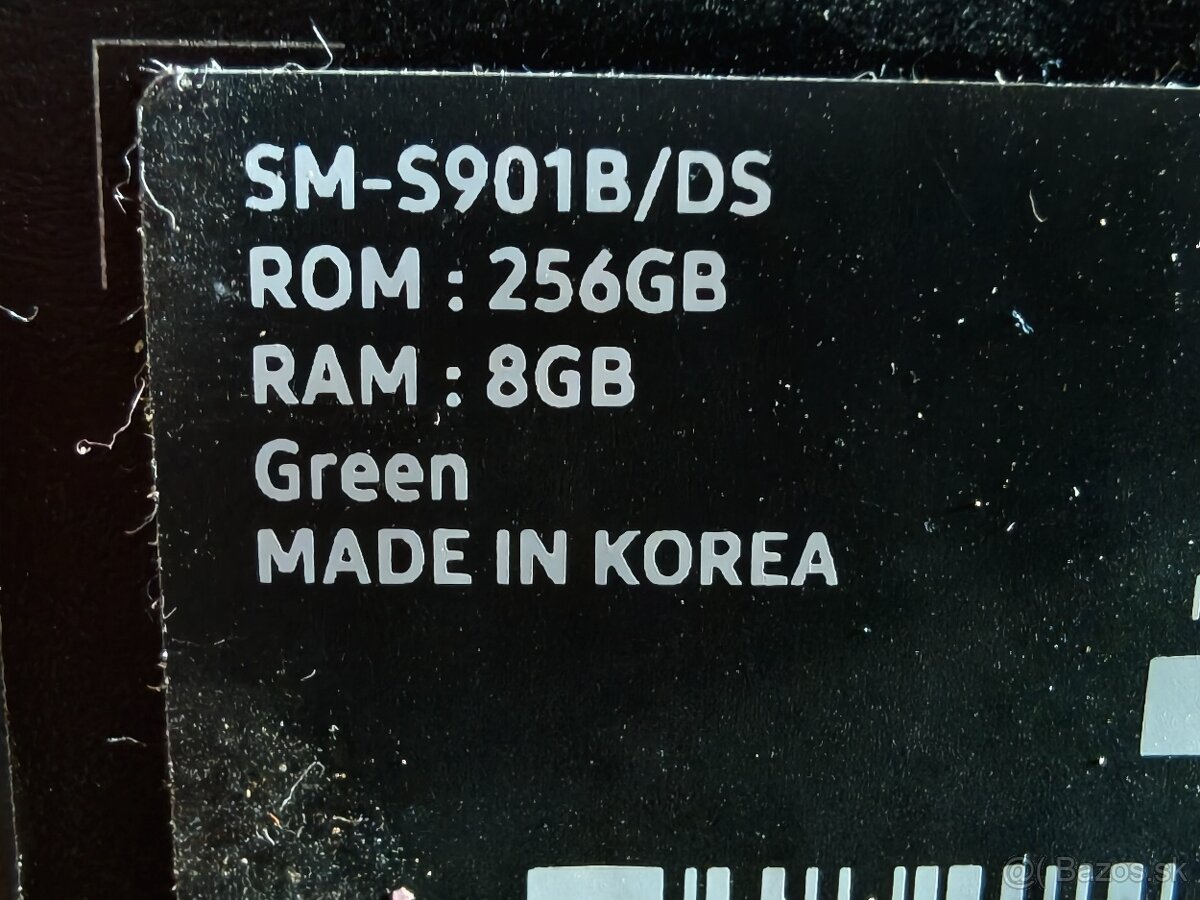 SM-S901B/DS
ROM : 256GB
RAM : 8GB
Green
MADE IN KOREA
@( Bazos.sk